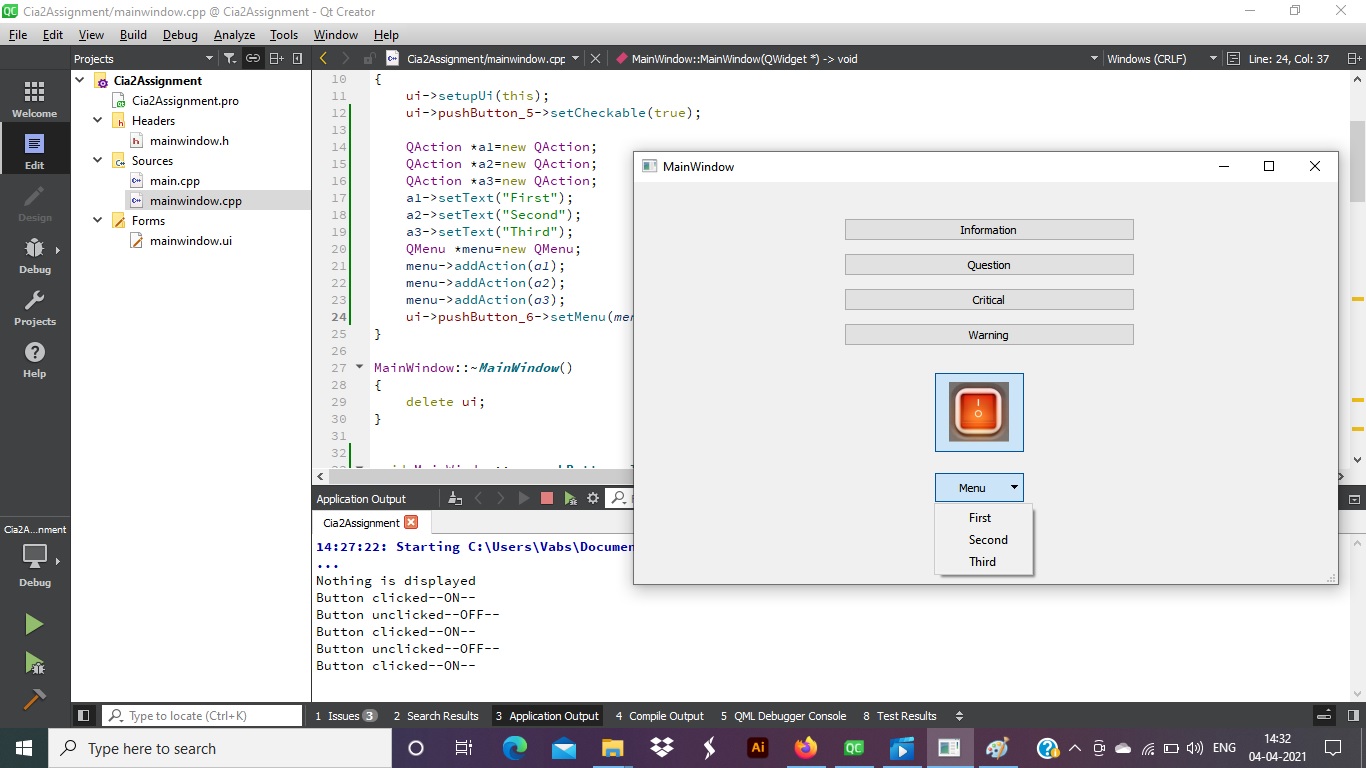 Cia2Assignment/mainwindow.cpp @ Cia2Assignment - Qt Creator
File Edit View Build Debug Analyze Tools Window Help
Projects
Cia2Assignment/mainwindow.cpp
MainWindow::MainWindow(QWidget *) -> void
Windows (CRLF)
Line: 24, Col: 37
Welcome
Edit
Design
Debug
Projects
Help
Cia2A...nment
Debug
Cia2Assignment
Cia2Assignment.pro
Headers
mainwindow.h
Sources
main.cpp
mainwindow.cpp
Forms
mainwindow.ui
10 {
11 ui->setupUi(this);
12 ui->pushButton_5->setCheckable(true);
13
14 QAction *a1=new QAction;
15 QAction *a2=new QAction;
16 QAction *a3=new QAction;
17 a1->setText("First");
18 a2->setText("Second");
19 a3->setText("Third");
20 QMenu *menu=new QMenu;
21 menu->addAction(a1);
22 menu->addAction(a2);
23 menu->addAction(a3);
24 ui->pushButton_6->setMenu(me
25 }
26
27 MainWindow::~MainWindow()
28 {
29 delete ui;
30 }
31
32
MainWindow
Information
Question
Critical
Warning
Menu
First
Second
Third
Application Output
Cia2Assignment
14:27:22: Starting C:\Users\Vabs\Documen
...
Nothing is displayed
Button clicked--ON--
Button unclicked--OFF--
Button clicked--ON--
Button unclicked--OFF--
Button clicked--ON--
Type to locate (Ctrl+K)
1 Issues 3 2 Search Results 3 Application Output 4 Compile Output 5 QML Debugger Console 8 Test Results
Type here to search
Ai
QC
ENG
14:32
04-04-2021